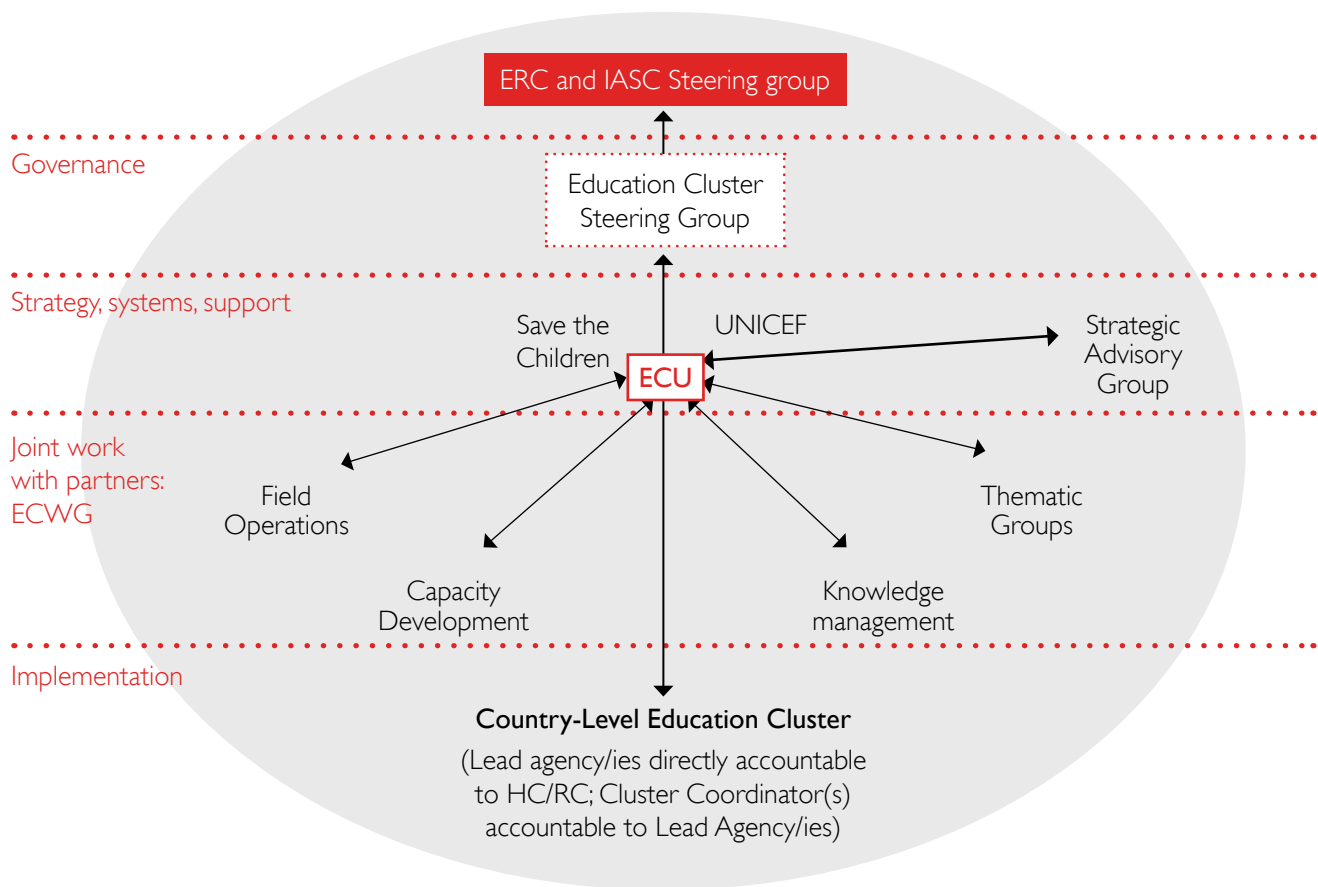 ERC and IASC Steering group
Governance
Education Cluster
Steering Group
Strategy, systems, support
Save the
Children
UNICEF
ECU
Strategic
Advisory
Group
Joint work
with partners:
ECWG
Field
Operations
Thematic
Groups
Capacity
Development
Knowledge
management
Implementation
Country-Level Education Cluster
(Lead agency/ies directly accountable
to HC/RC; Cluster Coordinator(s)
accountable to Lead Agency/ies)